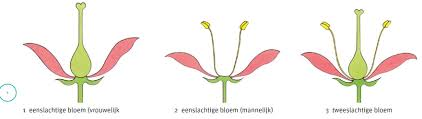 1 eenslachtige bloem (vrouwelijk
2 eenslachtige bloem (mannelijk)
3 tweeslachtige bloem